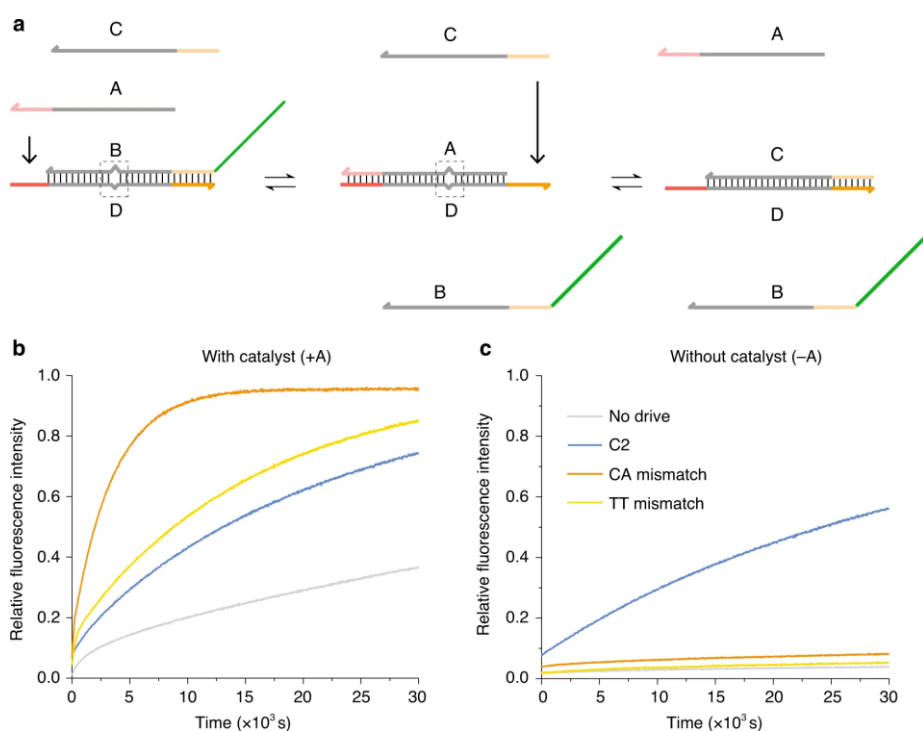 a
C
C
A
A
B
A
C
D
D
D
B
B
b
With catalyst (+A)
Relative fluorescence intensity
1.0
0.8
0.6
0.4
0.2
0.0
0
5
10
15
20
25
30
Time (×10³ s)
c
Without catalyst (–A)
Relative fluorescence intensity
1.0
0.8
0.6
0.4
0.2
0.0
No drive
C2
CA mismatch
TT mismatch
0
5
10
15
20
25
30
Time (×10³ s)